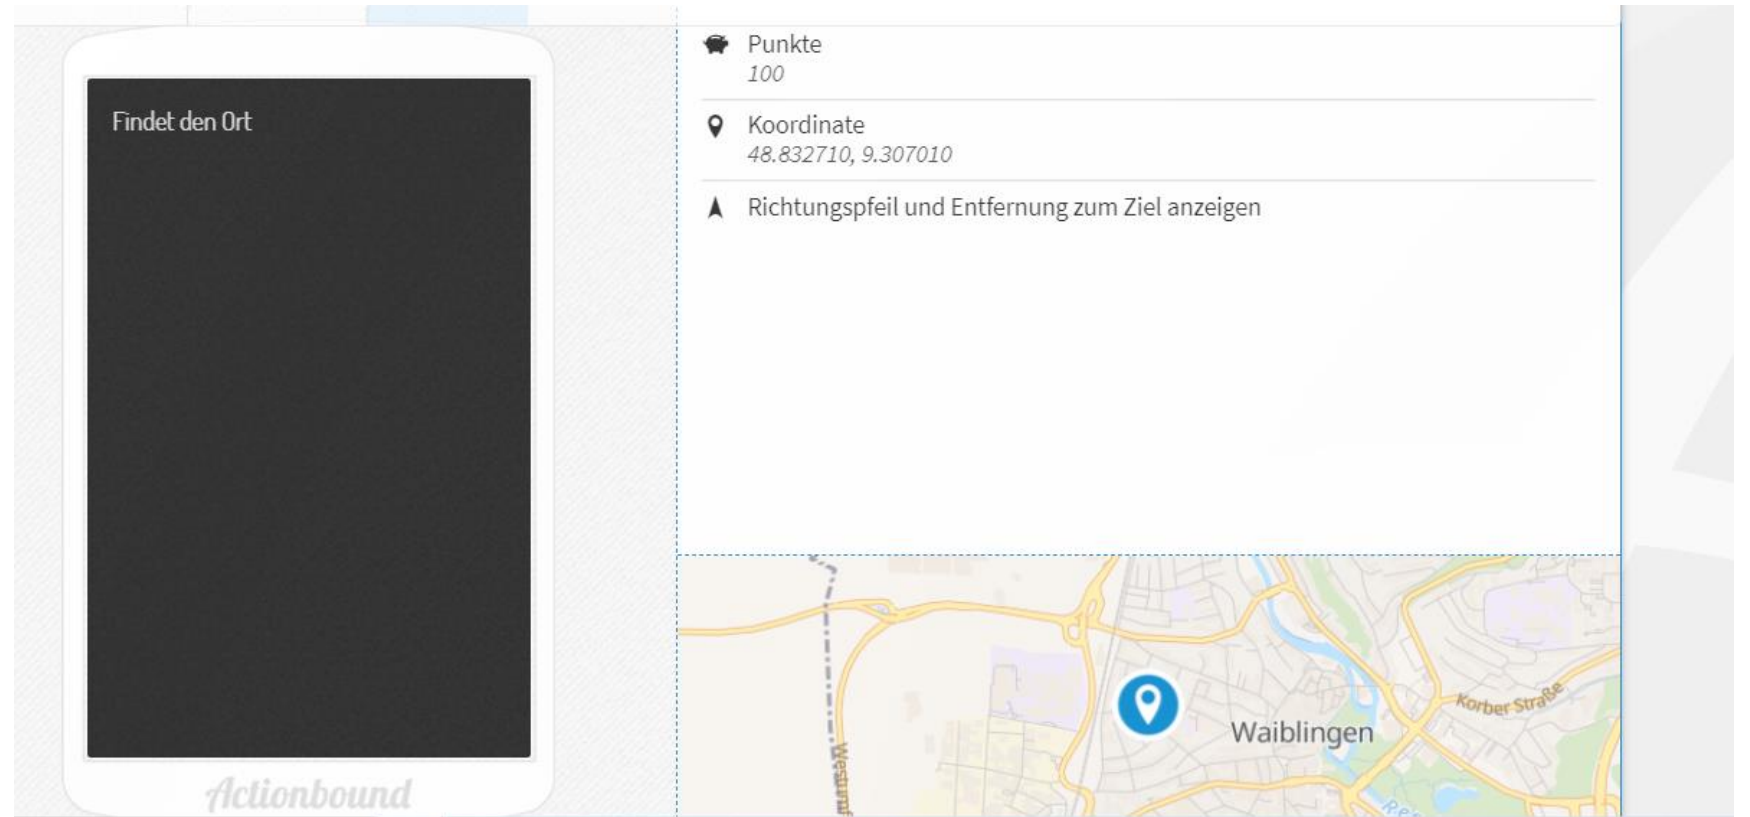 Findet den Ort
Actionbound
Punkte
100
Koordinate
48.832710, 9.307010
Richtungspfeil und Entfernung zum Ziel anzeigen
Waiblingen
Korber Straße